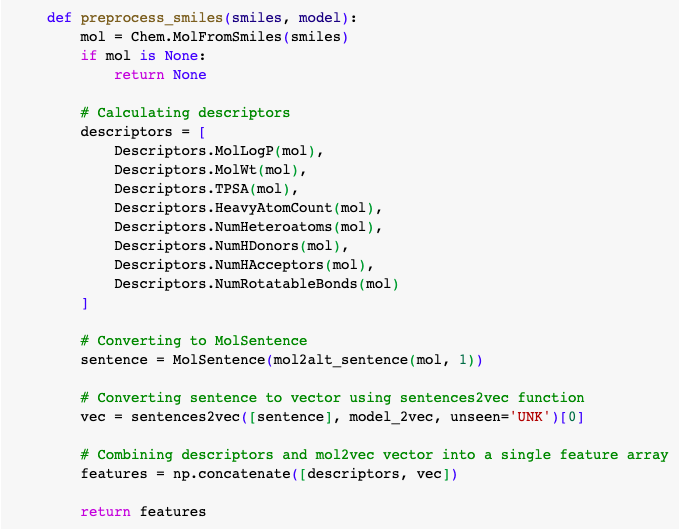 def preprocess_smiles(smiles, model):
    mol = Chem.MolFromSmiles(smiles)
    if mol is None:
        return None

    # Calculating descriptors
    descriptors = [
        Descriptors.MolLogP(mol),
        Descriptors.MolWt(mol),
        Descriptors.TPSA(mol),
        Descriptors.HeavyAtomCount(mol),
        Descriptors.NumHeteroatoms(mol),
        Descriptors.NumHDonors(mol),
        Descriptors.NumHAcceptors(mol),
        Descriptors.NumRotatableBonds(mol)
    ]

    # Converting to MolSentence
    sentence = MolSentence(mol2alt_sentence(mol, 1))

    # Converting sentence to vector using sentences2vec function
    vec = sentences2vec([sentence], model_2vec, unseen='UNK')[0]

    # Combining descriptors and mol2vec vector into a single feature array
    features = np.concatenate([descriptors, vec])

    return features